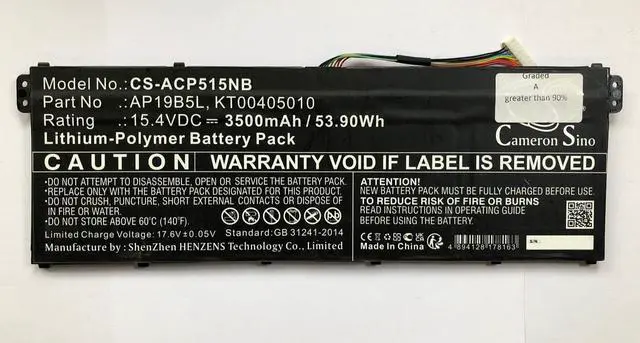 Model No.:CS-ACP515NB
Part No : AP19B5L, KT00405010
Rating : 15.4VDC ⎓ 3500mAh / 53.90Wh
Lithium-Polymer Battery Pack
Graded
A
greater than 90%
Cameron Sino
CAUTION
WARRANTY VOID IF LABEL IS REMOVED
•DO NOT ATTEMPT TO DISASSEMBLE, OPEN OR SERVICE THE BATTERY PACK.
•REPLACE ONLY WITH THE BATTERY PACK DESIGNATED FOR THIS PRODUCT.
•DO NOT CRUSH, PUNCTURE, SHORT EXTERNAL CONTACTS OR DISPOSE OF
IN FIRE OR WATER.
•DO NOT STORE ABOVE 60°C (140°F).
Limited Charge Voltage: 17.6V±0.05V
Standard:GB 31241-2014
Manufacture by : ShenZhen HENZENS Technology Co., Limited
ATTENTION!
NEW BATTERY PACK MUST BE FULLY CHARGED BEFORE USE.
TO REDUCE RISK OF FIRE OR BURNS
READ INSTRUCTIONS IN OPERATING GUIDE
BEFORE USING BATTERY PACK.
Made in China
4 894128 178163
S/N: